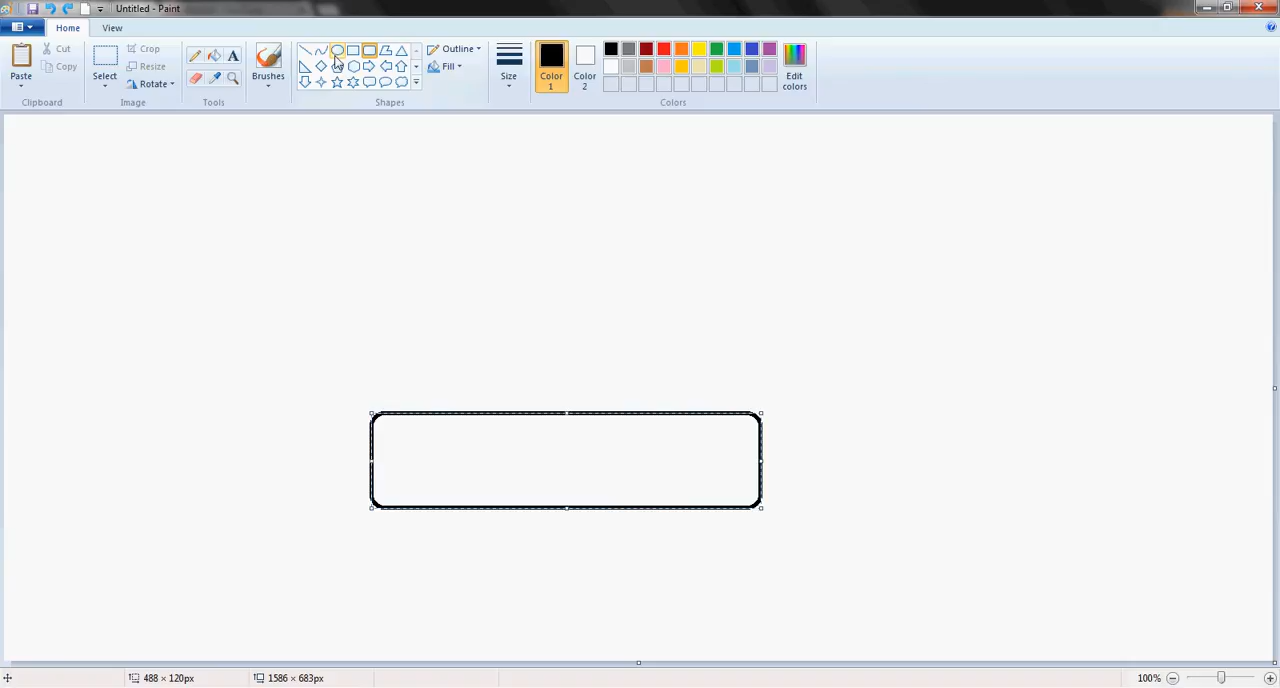 Untitled - Paint
Home
View
Paste
Cut
Copy
Clipboard
Select
Crop
Resize
Rotate
Image
Tools
Brushes
Shapes
Outline
Fill
Size
Color 1
Color 2
Edit colors
Colors
488 × 120px
1586 × 683px
100%